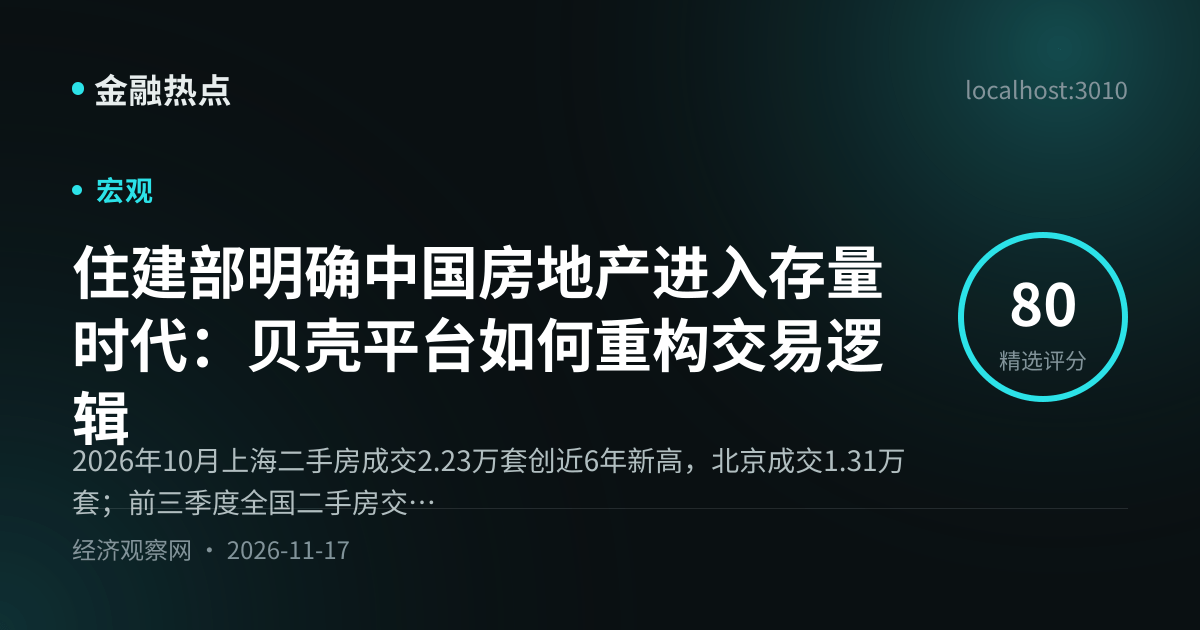 金融热点
localhost:3010
宏观
住建部明确中国房地产进入存量
时代：贝壳平台如何重构交易逻
辑
80
精选评分
2026年10月上海二手房成交2.23万套创近6年新高，北京成交1.31万
套；前三季度全国二手房交…
经济观察网 · 2026-11-17